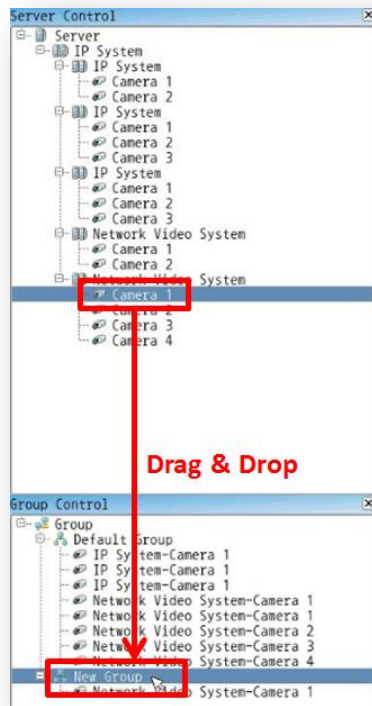 Server Control
Server
IP System
IP System
Camera 1
Camera 2
IP System
Camera 1
Camera 2
Camera 3
IP System
Camera 1
Camera 2
Camera 3
Network Video System
Camera 1
Camera 2
Network Video System
Camera 1
Camera 2
Camera 3
Camera 4
Drag & Drop
Group Control
Group
Default Group
IP System-Camera 1
IP System-Camera 1
IP System-Camera 1
Network Video System-Camera 1
Network Video System-Camera 1
Network Video System-Camera 2
Network Video System-Camera 3
Network Video System-Camera 4
New Group
Network Video System-Camera 1